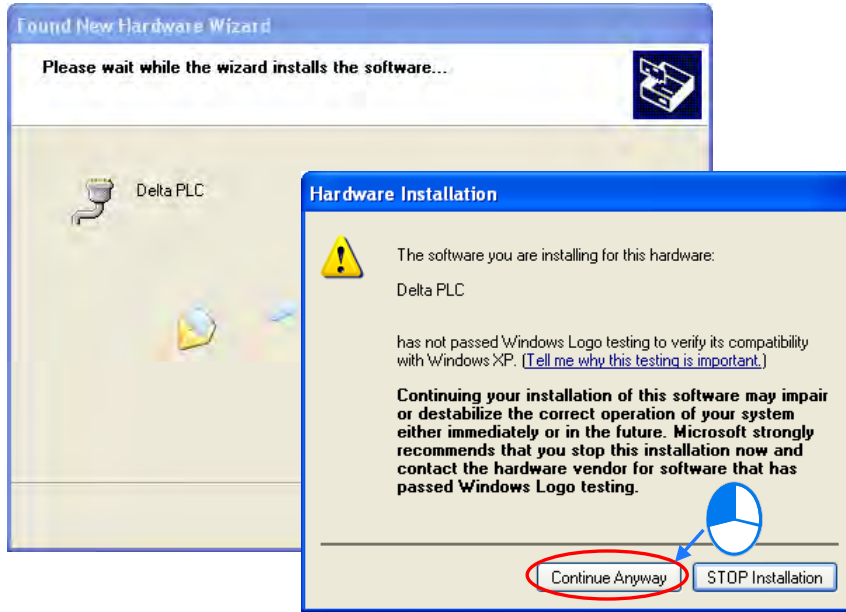 Found New Hardware Wizard
Please wait while the wizard installs the software...
Delta PLC
Hardware Installation
The software you are installing for this hardware:
Delta PLC
has not passed Windows Logo testing to verify its compatibility
with Windows XP. (Tell me why this testing is important.)
Continuing your installation of this software may impair
or destabilize the correct operation of your system
either immediately or in the future. Microsoft strongly
recommends that you stop this installation now and
contact the hardware vendor for software that has
passed Windows Logo testing.
Continue Anyway
STOP Installation